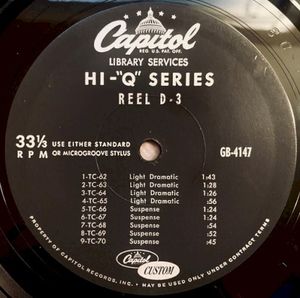 Capitol
REG. U.S. PAT. OFF.
LIBRARY SERVICES
HI-"Q" SERIES
REEL D-3
33⅓ USE EITHER STANDARD
RPM OR MICROGROOVE STYLUS
GB-4147
1-TC-62 Light Dramatic 1:43
2-TC-63 Light Dramatic 1:28
3-TC-64 Light Dramatic 1:26
4-TC-65 Light Dramatic :56
5-TC-66 Suspense 1:24
6-TC-67 Suspense 1:24
7-TC-68 Suspense :54
8-TC-69 Suspense :52
9-TC-70 Suspense :45
Capitol
CUSTOM
PROPERTY OF CAPITOL RECORDS, INC. MAY BE USED ONLY UNDER CONTRACT TERMS